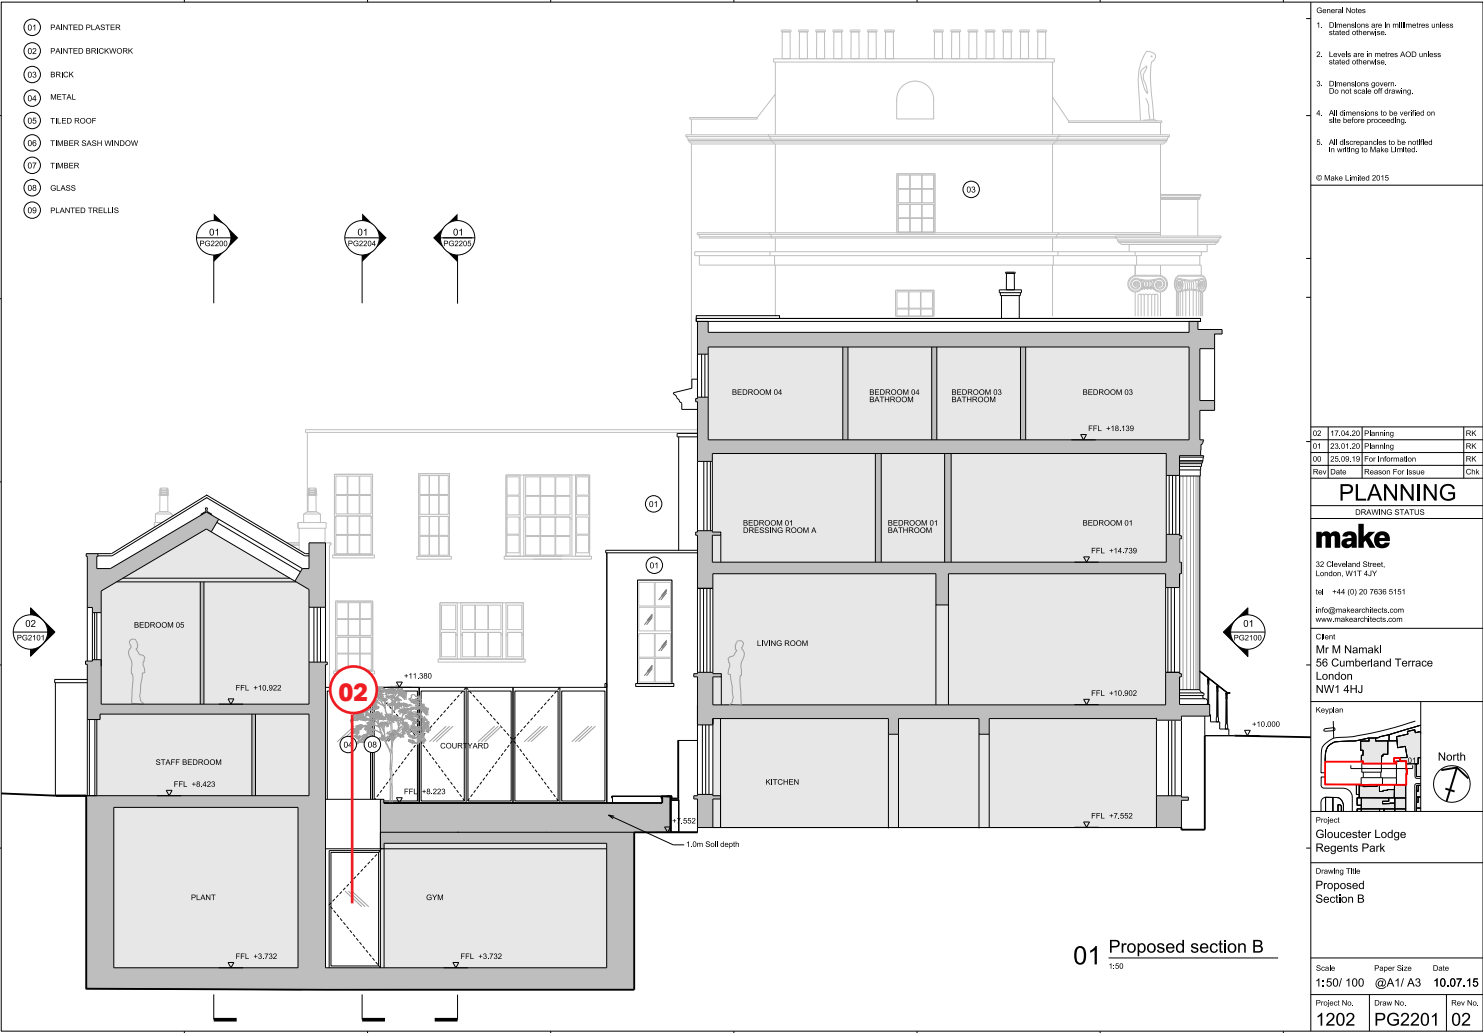 01 PAINTED PLASTER
02 PAINTED BRICKWORK
03 BRICK
04 METAL
05 TILED ROOF
06 TIMBER SASH WINDOW
07 TIMBER
08 GLASS
09 PLANTED TRELLIS
01
PG2200
01
PG2204
01
PG2205
03
BEDROOM 04
BEDROOM 04
BATHROOM
BEDROOM 03
BATHROOM
BEDROOM 03
FFL +18.139
01
BEDROOM 01
DRESSING ROOM A
BEDROOM 01
BATHROOM
BEDROOM 01
FFL +14.739
01
02
PG2101
BEDROOM 05
FFL +10.922
LIVING ROOM
FFL +10.902
01
PG2100
+11.380
02
+10.000
04
08
COURTYARD
STAFF BEDROOM
FFL +8.423
FFL +8.223
KITCHEN
FFL +7.552
+7.552
1.0m Soil depth
PLANT
GYM
FFL +3.732
FFL +3.732
01 Proposed section B
1:50
General Notes
1. Dimensions are in millimetres unless
stated otherwise.
2. Levels are in metres AOD unless
stated otherwise.
3. Dimensions govern.
Do not scale off drawing.
4. All dimensions to be verified on
site before proceeding.
5. All discrepancies to be notified
in writing to Make Limited.
© Make Limited 2015
02 17.04.20 Planning RK
01 23.01.20 Planning RK
00 25.09.19 For Information RK
Rev Date Reason For Issue Chk
PLANNING
DRAWING STATUS
make
32 Cleveland Street,
London, W1T 4JY
tel +44 (0) 20 7636 5151
info@makearchitects.com
www.makearchitects.com
Client
Mr M Namaki
56 Cumberland Terrace
London
NW1 4HJ
Keyplan
01
North
Project
Gloucester Lodge
Regents Park
Drawing Title
Proposed
Section B
Scale Paper Size Date
1:50/ 100 @A1/ A3 10.07.15
Project No. Draw No. Rev No.
1202 PG2201 02